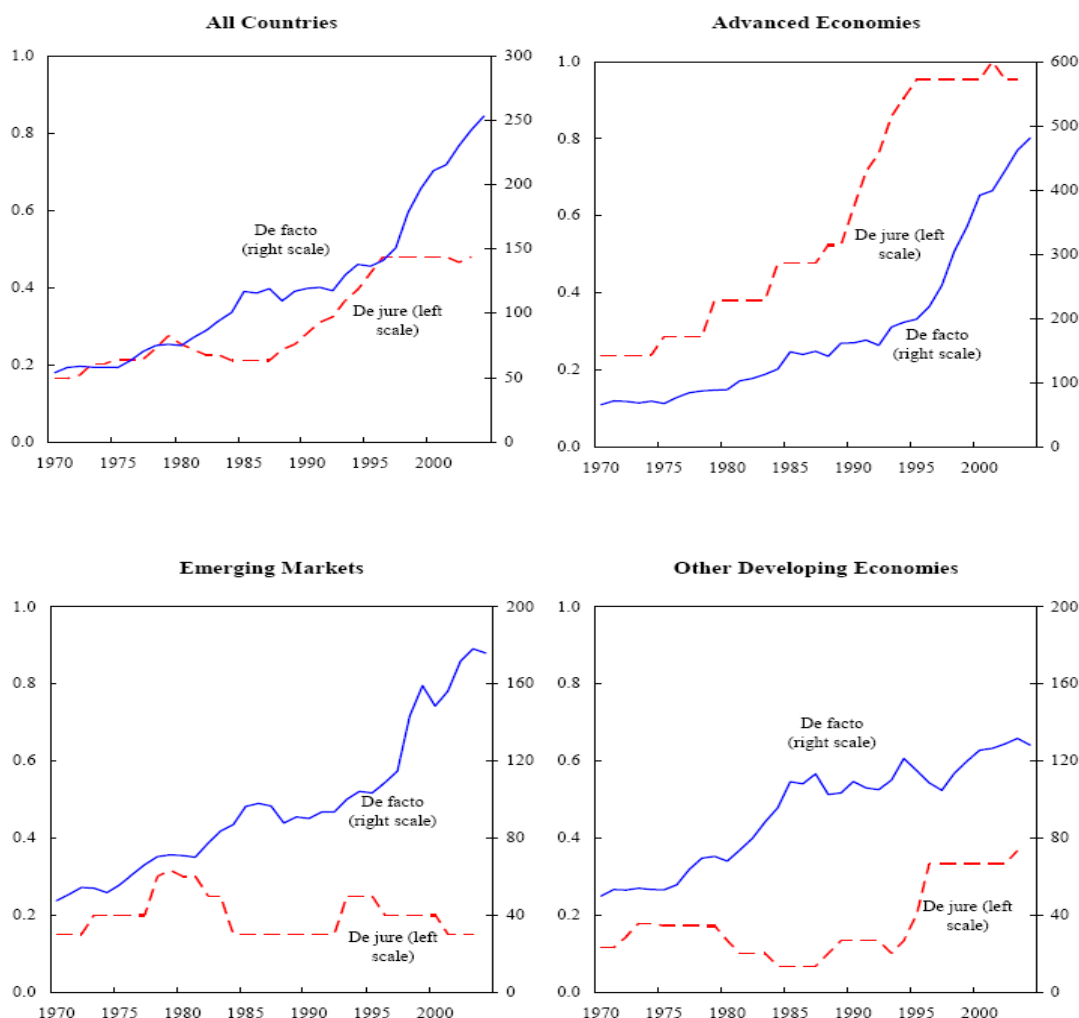 All Countries
1.0
0.8
0.6
0.4
0.2
0.0
300
250
200
150
100
50
0
De facto
(right scale)
De jure (left
scale)
1970 1975 1980 1985 1990 1995 2000
Advanced Economies
1.0
0.8
0.6
0.4
0.2
0.0
600
500
400
300
200
100
0
De jure (left
scale)
De facto
(right scale)
1970 1975 1980 1985 1990 1995 2000
Emerging Markets
1.0
0.8
0.6
0.4
0.2
0.0
200
160
120
80
40
0
De facto
(right scale)
De jure (left
scale)
1970 1975 1980 1985 1990 1995 2000
Other Developing Economies
1.0
0.8
0.6
0.4
0.2
0.0
200
160
120
80
40
0
De facto
(right scale)
De jure (left
scale)
1970 1975 1980 1985 1990 1995 2000